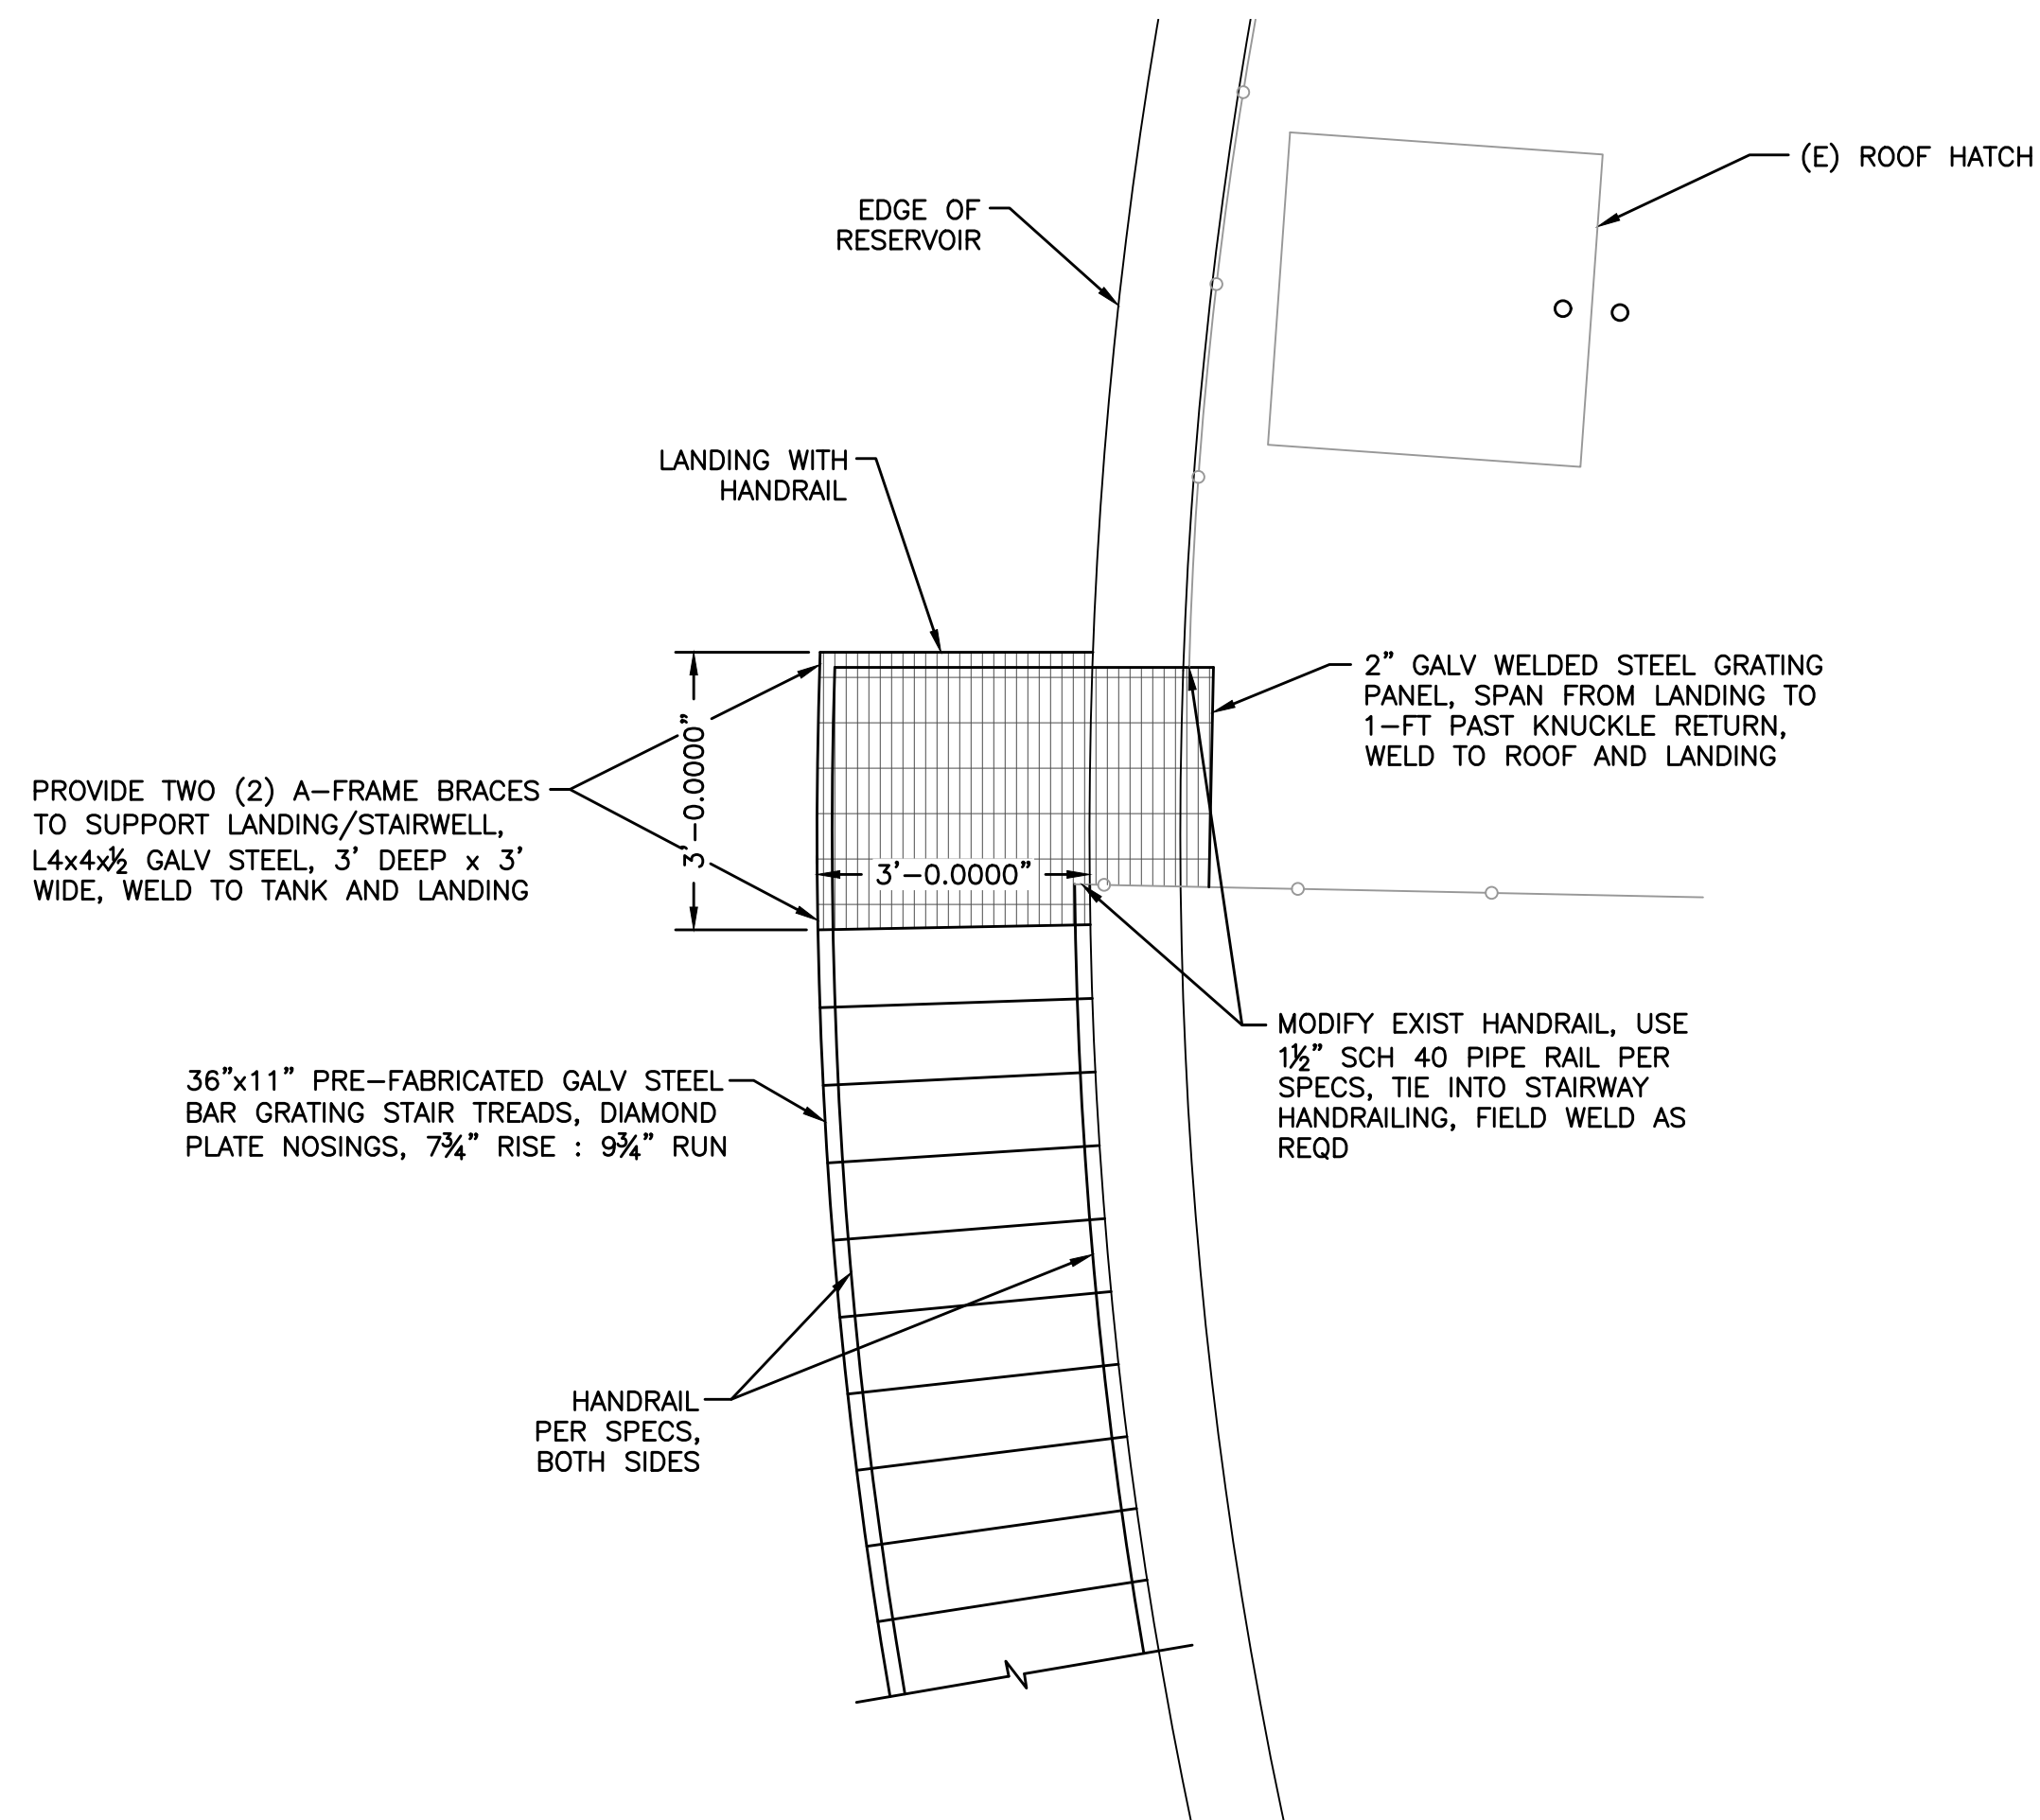 (E) ROOF HATCH
EDGE OF
RESERVOIR
LANDING WITH
HANDRAIL
2" GALV WELDED STEEL GRATING
PANEL, SPAN FROM LANDING TO
1-FT PAST KNUCKLE RETURN,
WELD TO ROOF AND LANDING
3'-0.0000"
PROVIDE TWO (2) A-FRAME BRACES
TO SUPPORT LANDING/STAIRWELL,
L4x4x½ GALV STEEL, 3' DEEP x 3'
WIDE, WELD TO TANK AND LANDING
3'-0.0000"
MODIFY EXIST HANDRAIL, USE
1½" SCH 40 PIPE RAIL PER
SPECS, TIE INTO STAIRWAY
HANDRAILING, FIELD WELD AS
REQD
36"x11" PRE-FABRICATED GALV STEEL
BAR GRATING STAIR TREADS, DIAMOND
PLATE NOSINGS, 7¾" RISE : 9¾" RUN
HANDRAIL
PER SPECS,
BOTH SIDES